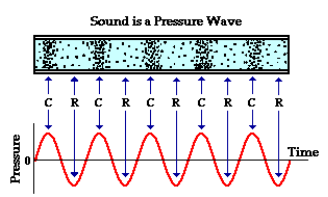 Sound is a Pressure Wave
C R C R C R C R C R
Pressure
0
Time